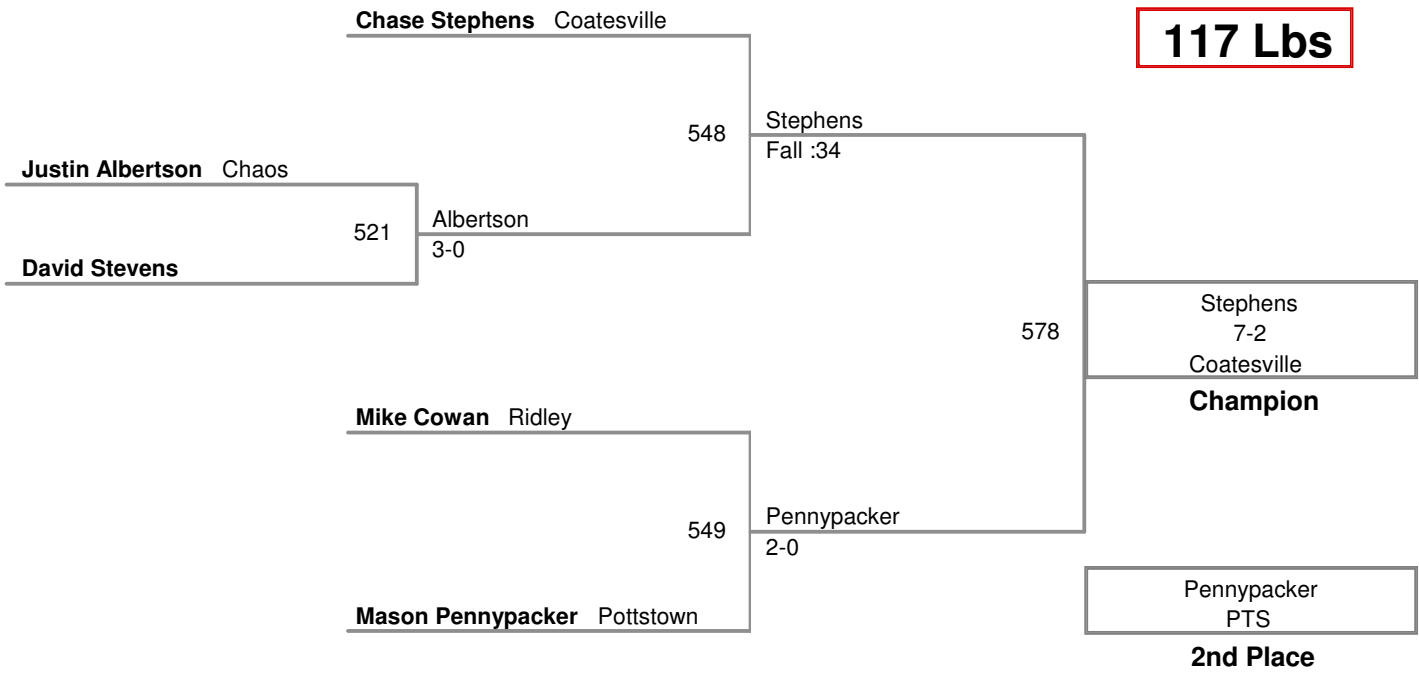 Chase Stephens Coatesville
117 Lbs
548
Stephens
Fall :34
Justin Albertson Chaos
521
Albertson
3-0
David Stevens
578
Stephens
7-2
Coatesville
Champion
Mike Cowan Ridley
549
Pennypacker
2-0
Mason Pennypacker Pottstown
Pennypacker
PTS
2nd Place